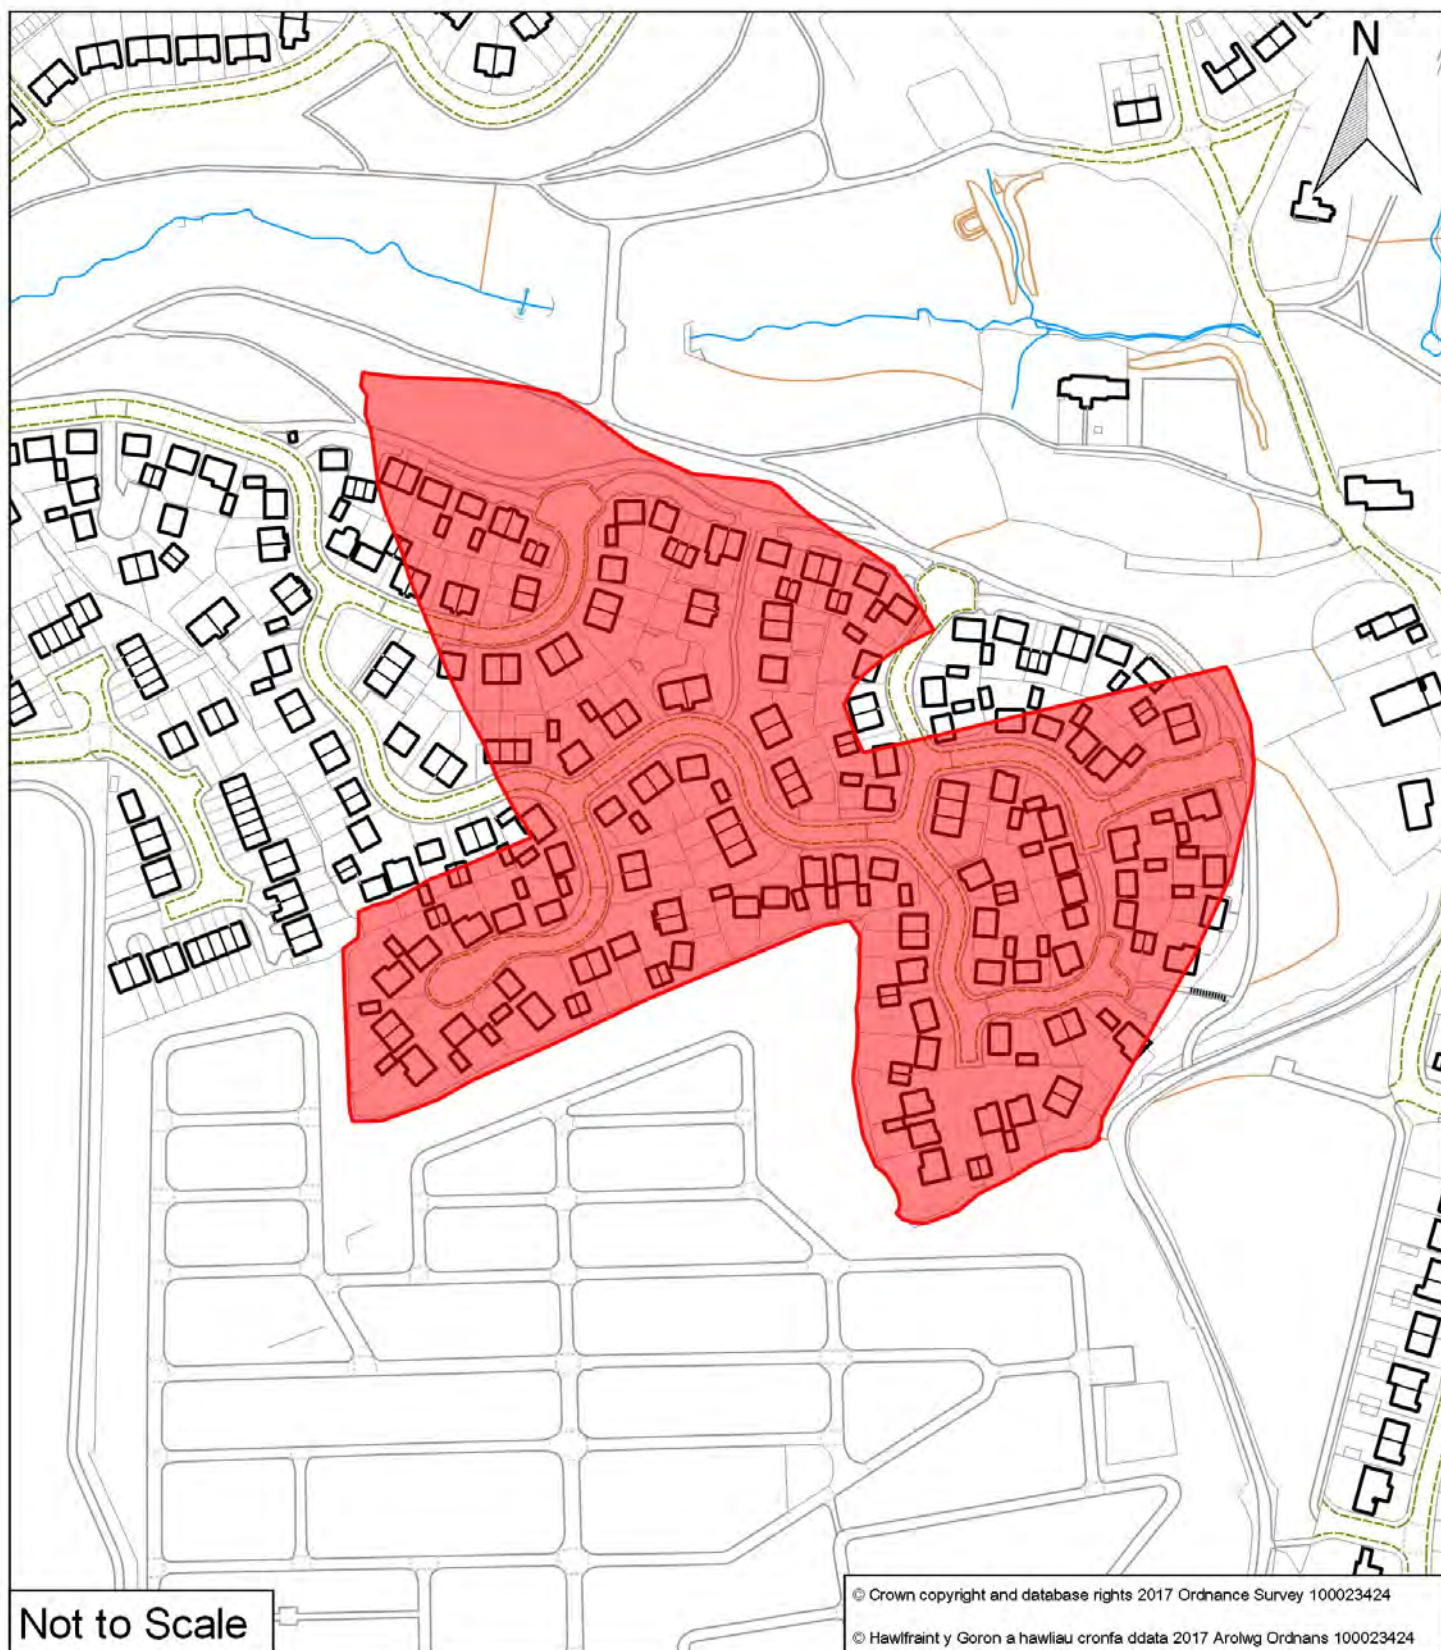 N
Not to Scale
© Crown copyright and database rights 2017 Ordnance Survey 100023424
© Hawlfraint y Goron a hawliau cronfa ddata 2017 Arolwg Ordnans 100023424